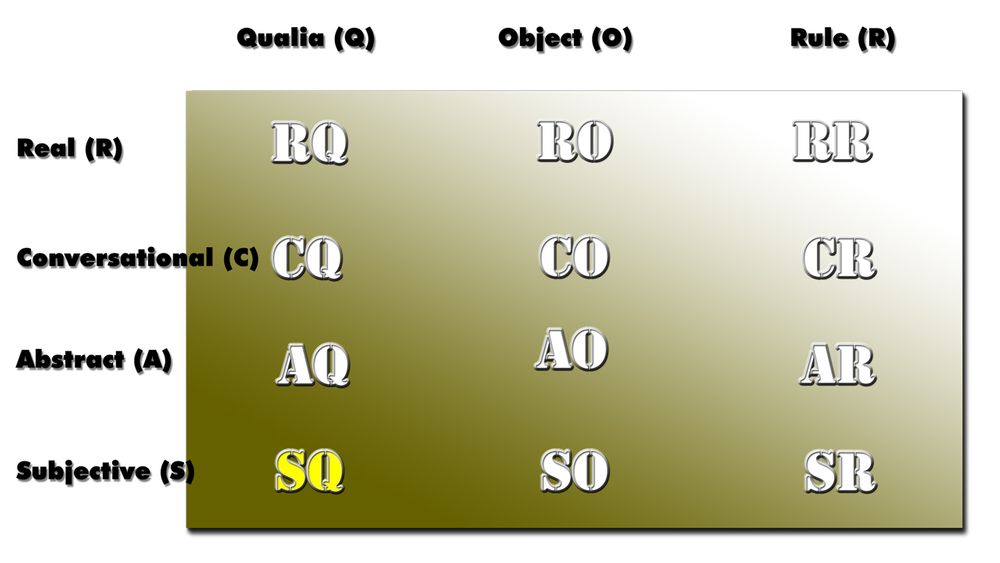 Qualia (Q) Object (O) Rule (R)
Real (R) RQ RO RR
Conversational (C) CQ CO CR
Abstract (A) AQ AO AR
Subjective (S) SQ SO SR